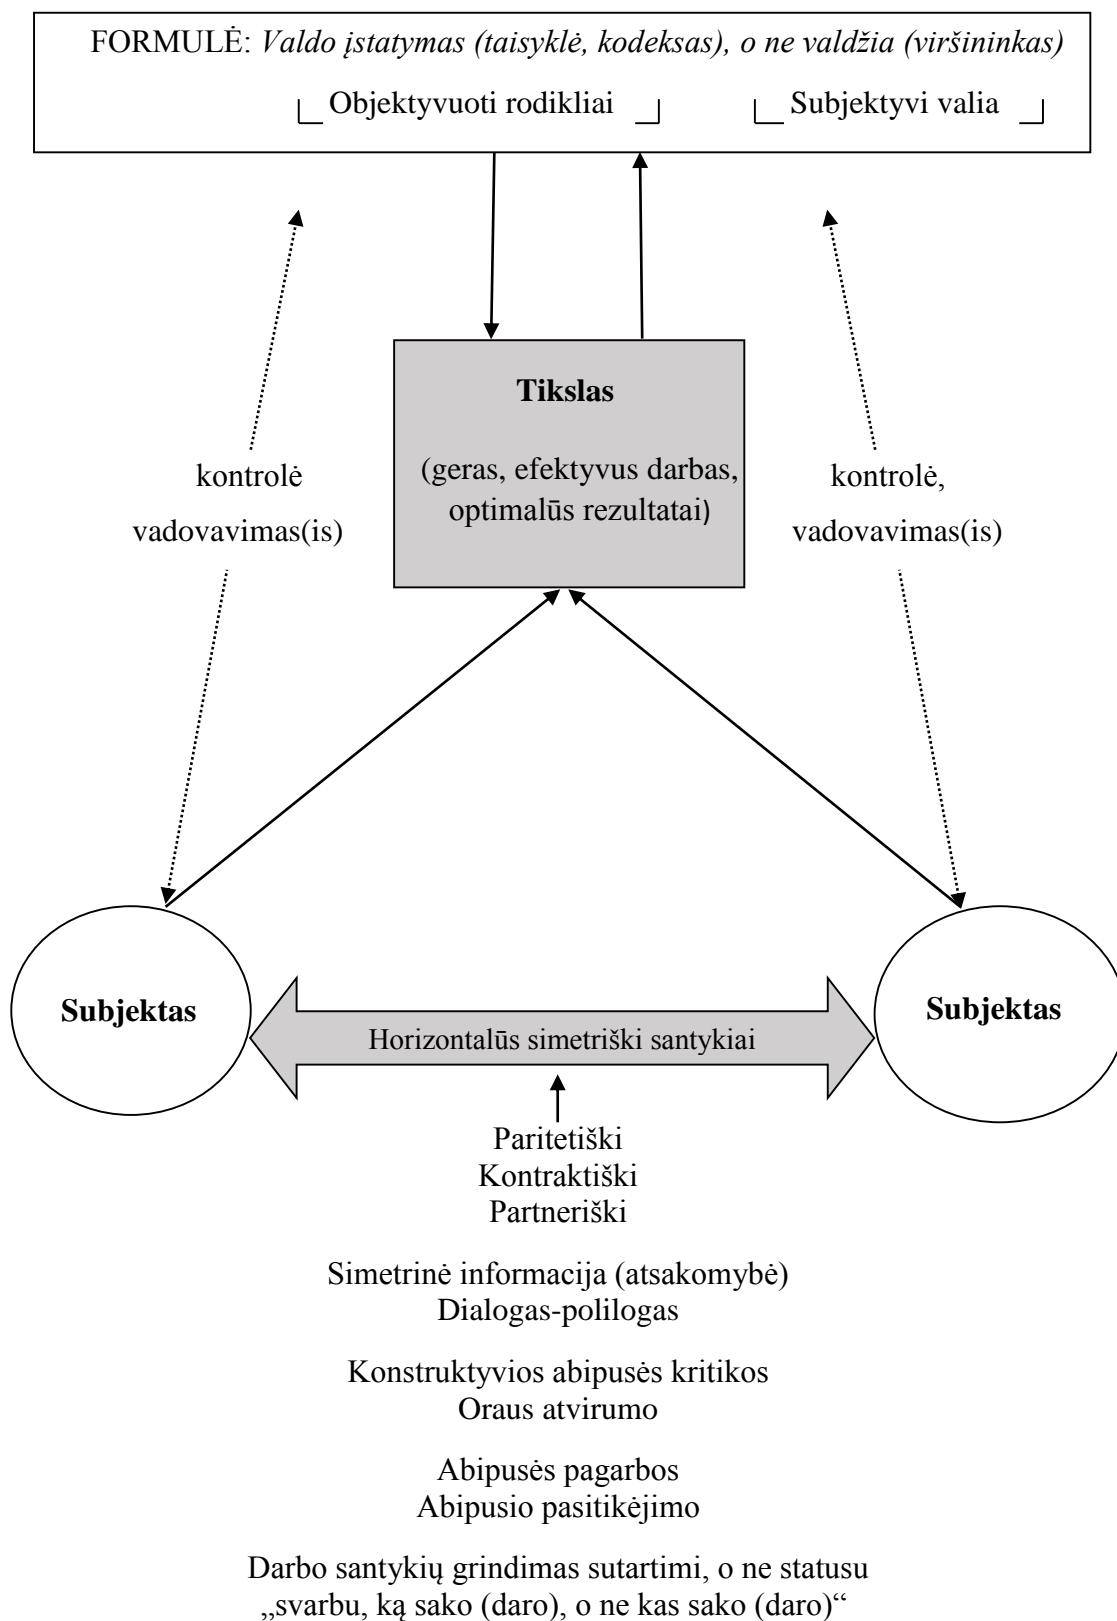 FORMULĖ: Valdo įstatymas (taisyklė, kodeksas), o ne valdžia (viršininkas)
Objektyvuoti rodikliai Subjektyvi valia
Tikslas
(geras, efektyvus darbas,
optimalūs rezultatai)
kontrolė
vadovavimas(is)
kontrolė,
vadovavimas(is)
Subjektas
Horizontalūs simetriški santykiai
Subjektas
Paritetiški
Kontraktiški
Partneriški
Simetrinė informacija (atsakomybė)
Dialogas-polilogas
Konstruktyvios abipusės kritikos
Oraus atvirumo
Abipusės pagarbos
Abipusio pasitikėjimo
Darbo santykių grindimas sutartimi, o ne statusu
„svarbu, ką sako (daro), o ne kas sako (daro)“